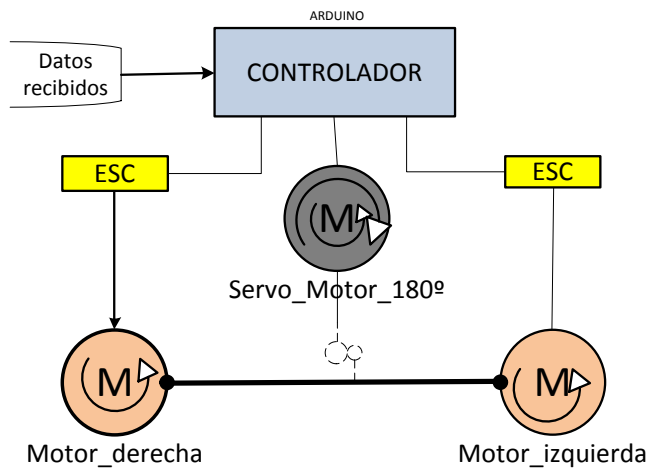 ARDUINO
Datos
recibidos
CONTROLADOR
ESC
ESC
M
Servo_Motor_180º
M
M
Motor_derecha
Motor_izquierda